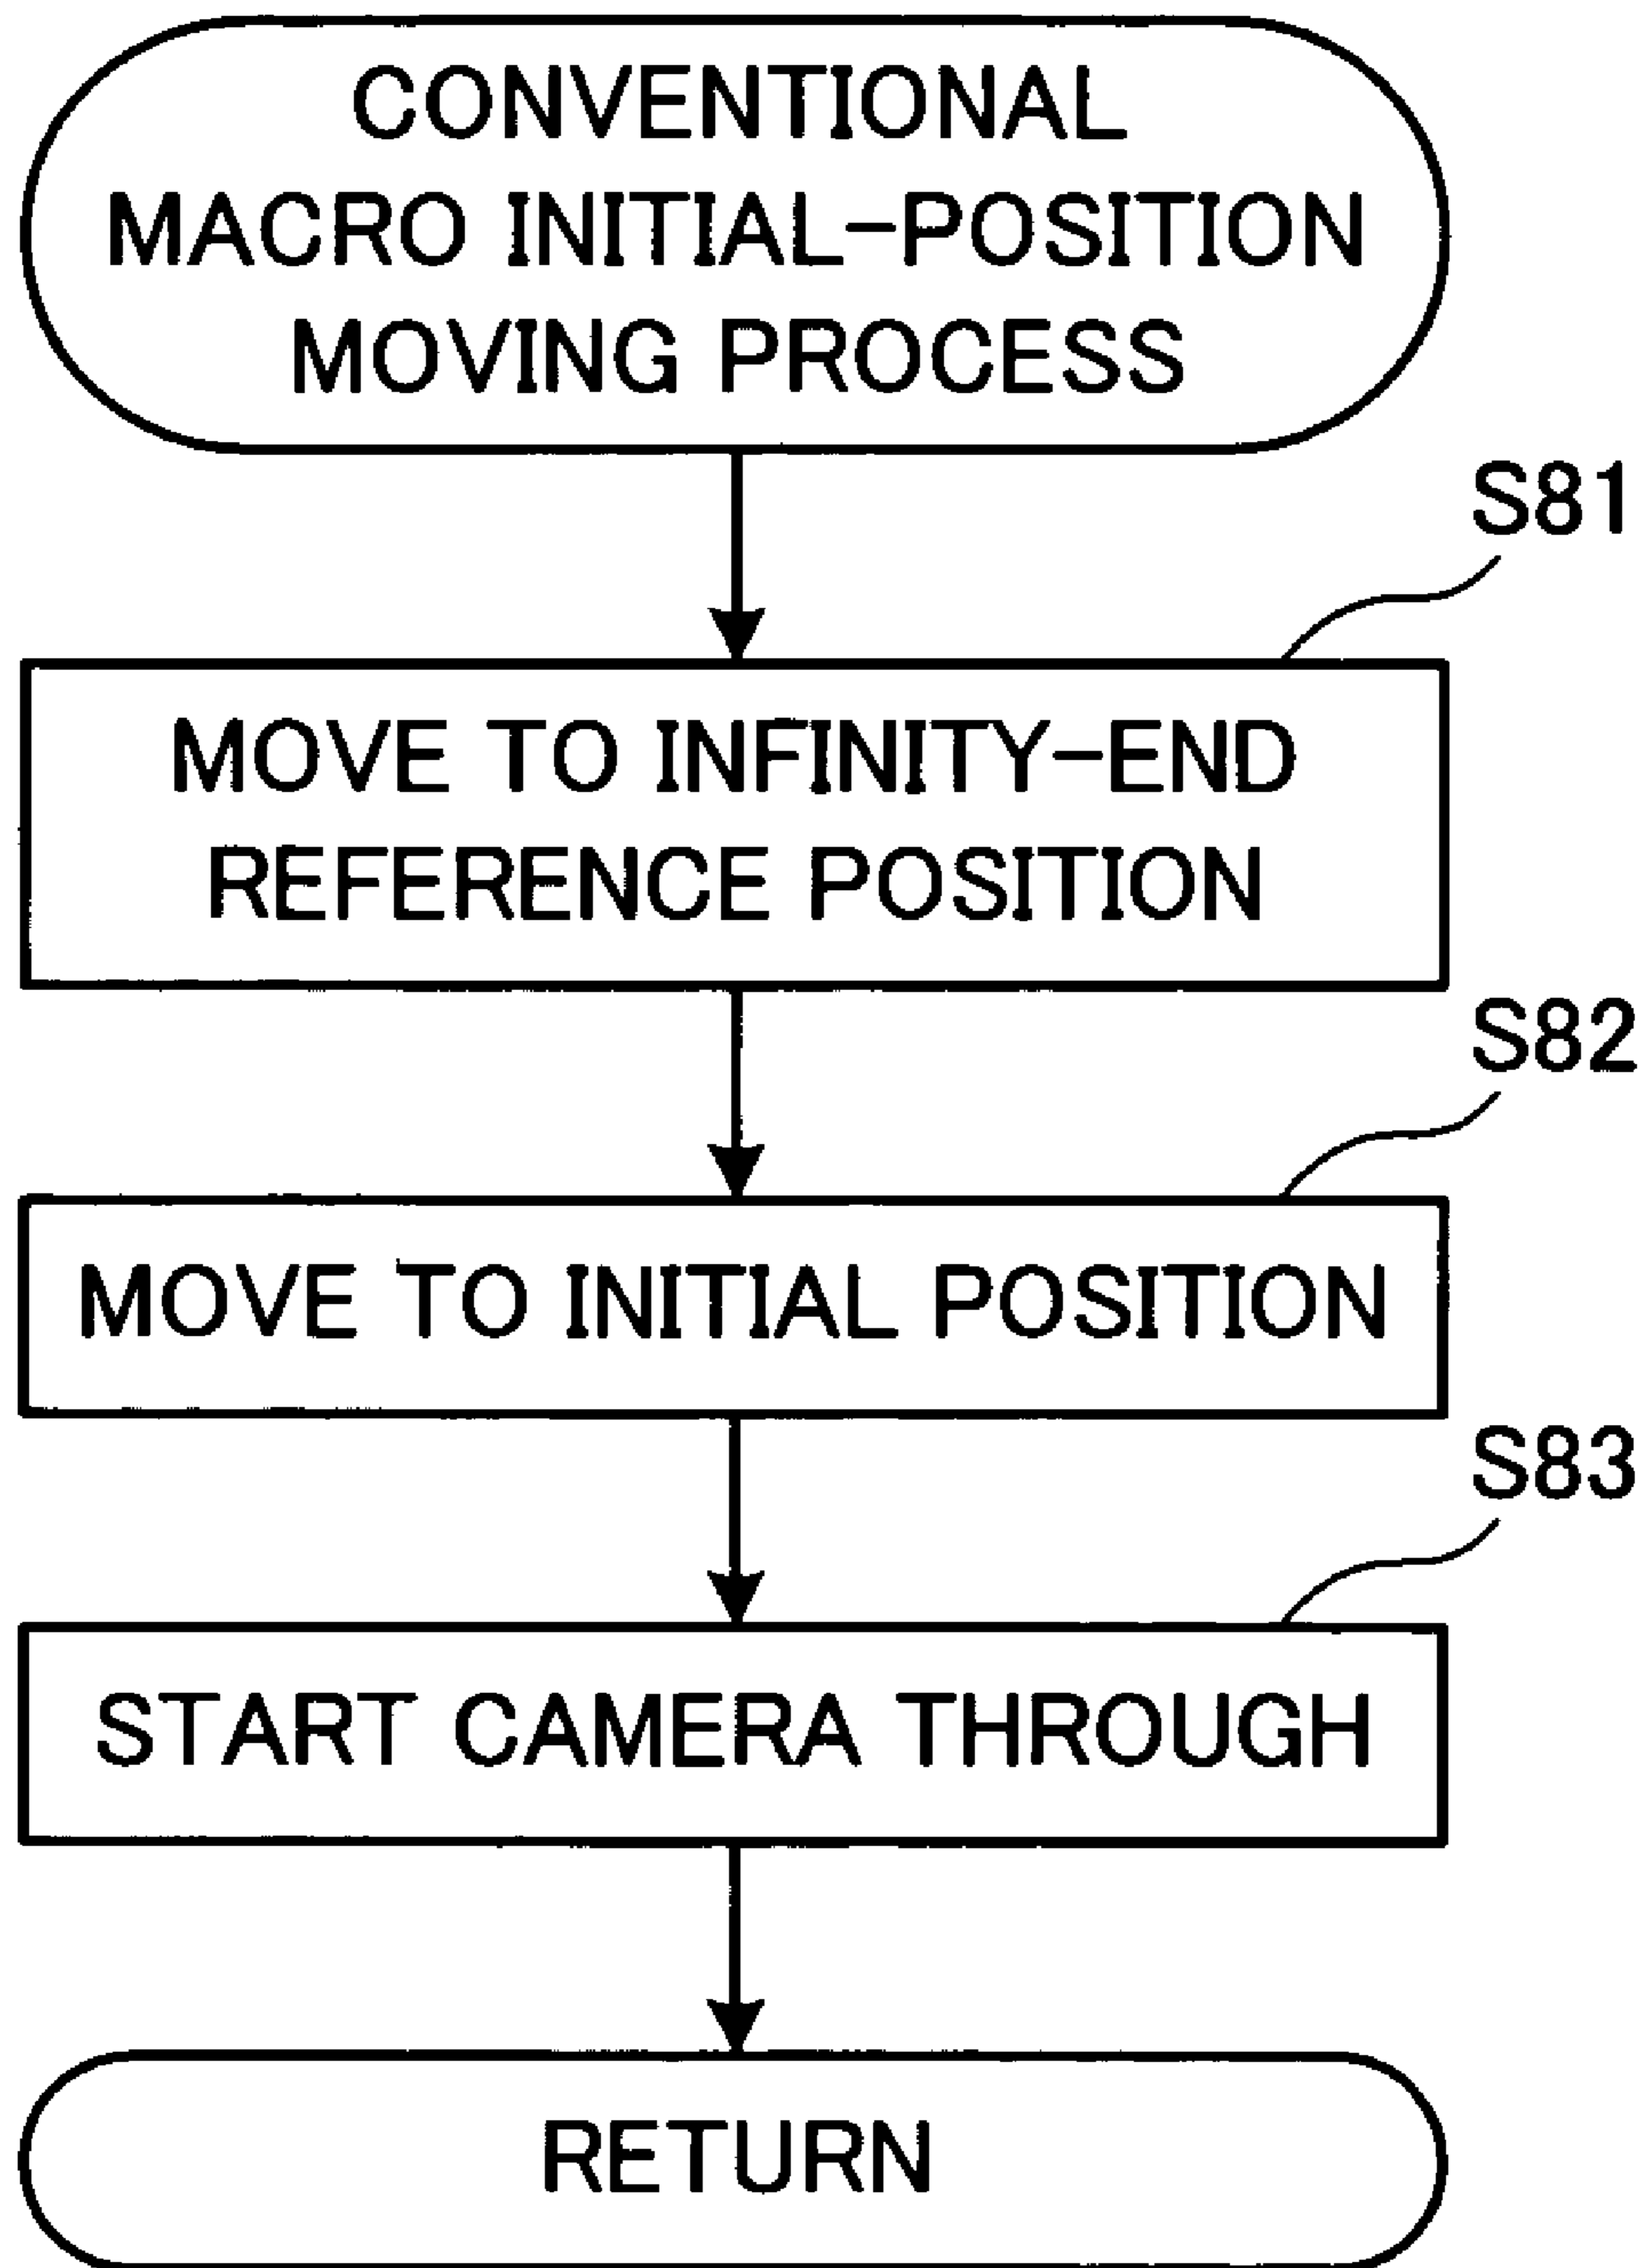 CONVENTIONAL
MACRO INITIAL-POSITION
MOVING PROCESS
S81
MOVE TO INFINITY-END
REFERENCE POSITION
S82
MOVE TO INITIAL POSITION
S83
START CAMERA THROUGH
RETURN